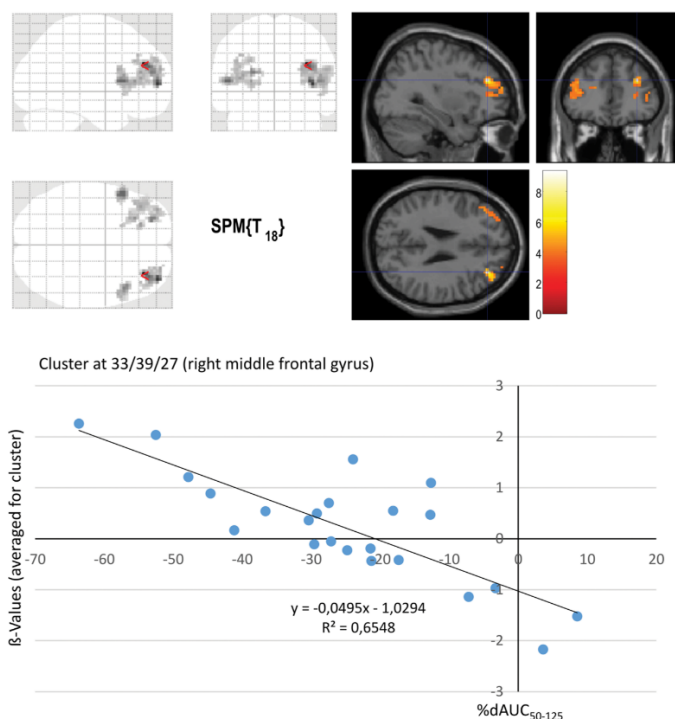 SPM{T₁₈}
8
6
4
2
0
Cluster at 33/39/27 (right middle frontal gyrus)
ß-Values (averaged for cluster)
3
2
1
0
-1
-2
-3
-70 -60 -50 -40 -30 -20 -10 0 10 20
y = -0,0495x - 1,0294
R² = 0,6548
%dAUC₅₀₋₁₂₅